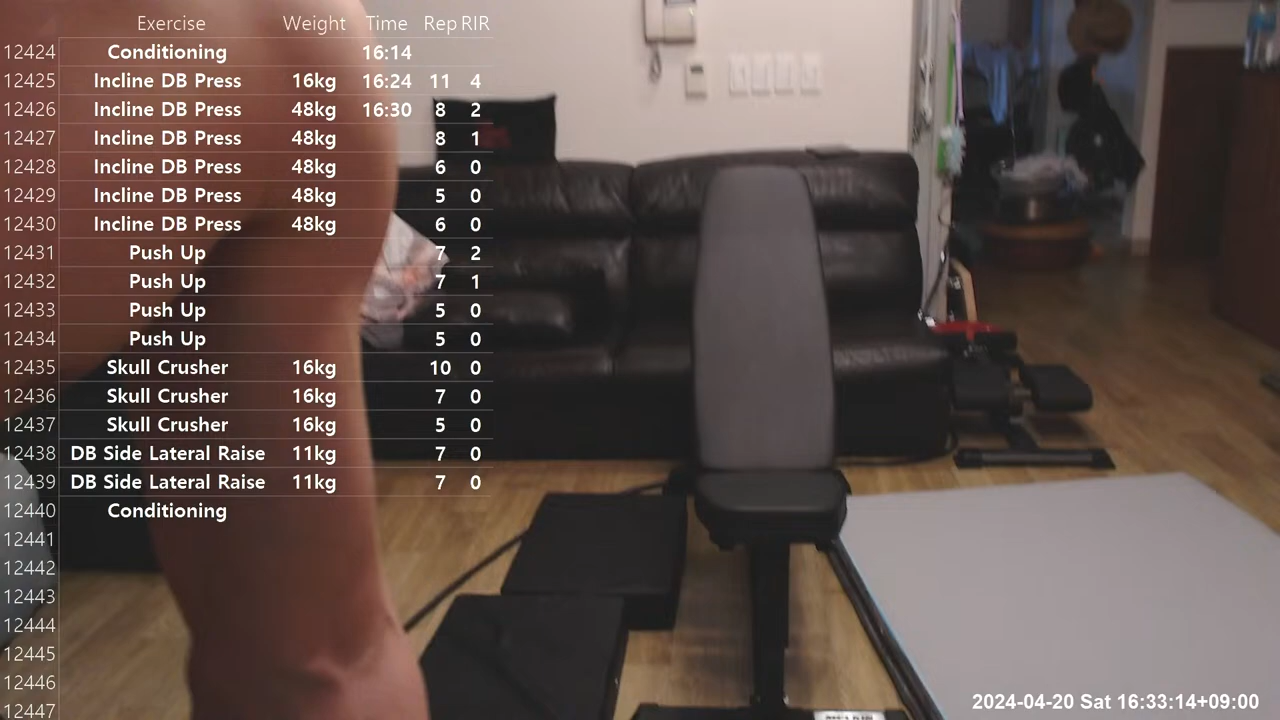 Exercise Weight Time Rep RIR
12424 Conditioning 16:14
12425 Incline DB Press 16kg 16:24 11 4
12426 Incline DB Press 48kg 16:30 8 2
12427 Incline DB Press 48kg 8 1
12428 Incline DB Press 48kg 6 0
12429 Incline DB Press 48kg 5 0
12430 Incline DB Press 48kg 6 0
12431 Push Up 7 2
12432 Push Up 7 1
12433 Push Up 5 0
12434 Push Up 5 0
12435 Skull Crusher 16kg 10 0
12436 Skull Crusher 16kg 7 0
12437 Skull Crusher 16kg 5 0
12438 DB Side Lateral Raise 11kg 7 0
12439 DB Side Lateral Raise 11kg 7 0
12440 Conditioning
12441
12442
12443
12444
12445
12446
12447
2024-04-20 Sat 16:33:14+09:00